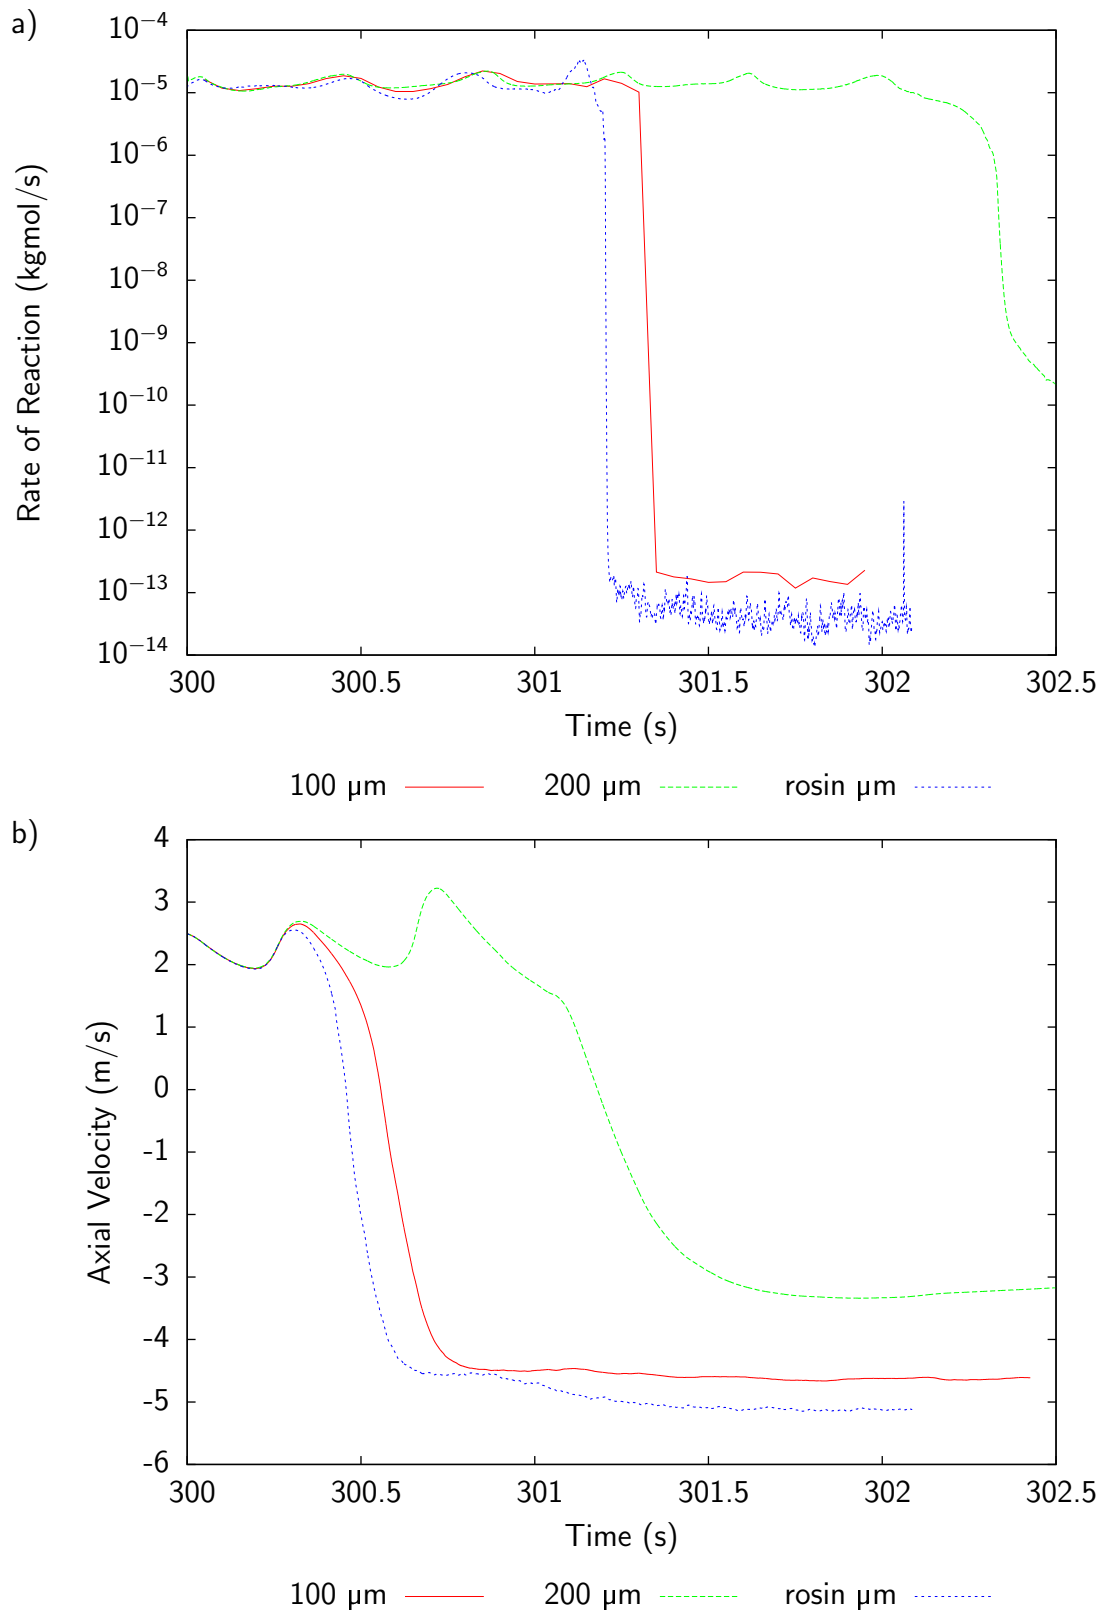 a)
10⁻⁴
10⁻⁵
10⁻⁶
10⁻⁷
10⁻⁸
10⁻⁹
10⁻¹⁰
10⁻¹¹
10⁻¹²
10⁻¹³
10⁻¹⁴
Rate of Reaction (kgmol/s)
300 300.5 301 301.5 302 302.5
Time (s)
100 µm 200 µm rosin µm
b)
4
3
2
1
0
-1
-2
-3
-4
-5
-6
Axial Velocity (m/s)
300 300.5 301 301.5 302 302.5
Time (s)
100 µm 200 µm rosin µm